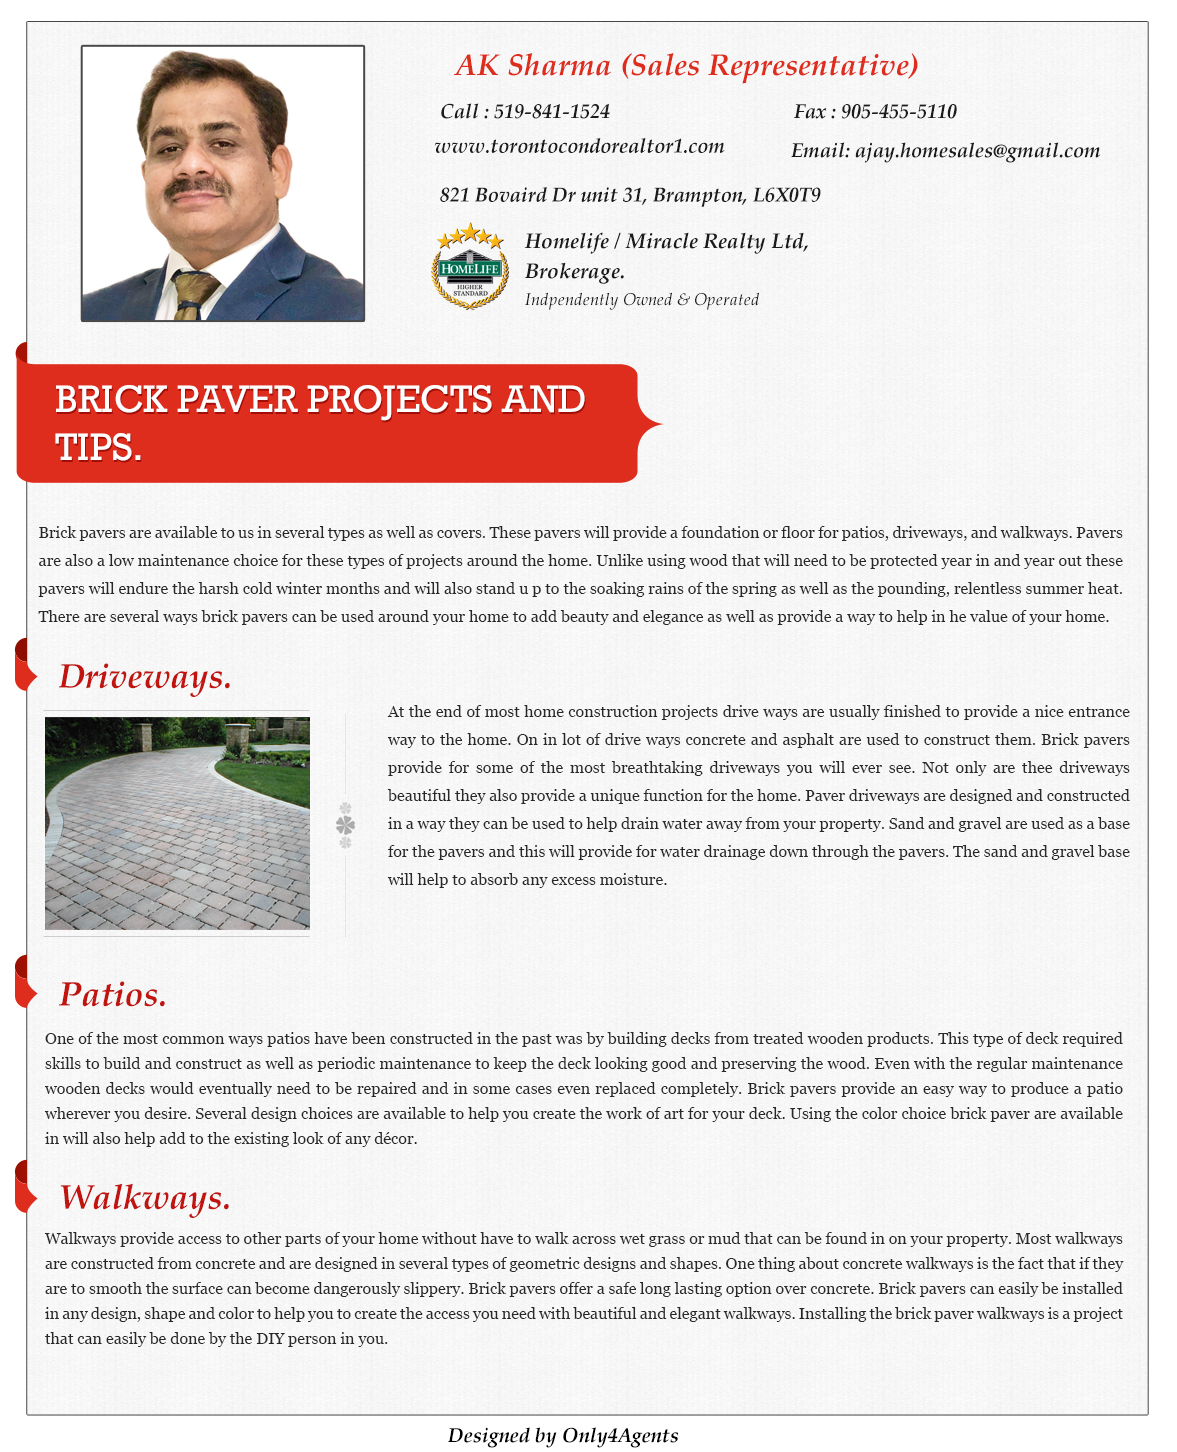 AK Sharma (Sales Representative)
Call : 519-841-1524
Fax : 905-455-5110
www.torontocondorealtor1.com
Email: ajay.homesales@gmail.com
821 Bovaird Dr unit 31, Brampton, L6X0T9
HOMELIFE
HIGHER
STANDARD
Homelife / Miracle Realty Ltd,
Brokerage.
Indpendently Owned & Operated
BRICK PAVER PROJECTS AND
TIPS.
Brick pavers are available to us in several types as well as covers. These pavers will provide a foundation or floor for patios, driveways, and walkways. Pavers
are also a low maintenance choice for these types of projects around the home. Unlike using wood that will need to be protected year in and year out these
pavers will endure the harsh cold winter months and will also stand u p to the soaking rains of the spring as well as the pounding, relentless summer heat.
There are several ways brick pavers can be used around your home to add beauty and elegance as well as provide a way to help in he value of your home.
Driveways.
At the end of most home construction projects drive ways are usually finished to provide a nice entrance
way to the home. On in lot of drive ways concrete and asphalt are used to construct them. Brick pavers
provide for some of the most breathtaking driveways you will ever see. Not only are thee driveways
beautiful they also provide a unique function for the home. Paver driveways are designed and constructed
in a way they can be used to help drain water away from your property. Sand and gravel are used as a base
for the pavers and this will provide for water drainage down through the pavers. The sand and gravel base
will help to absorb any excess moisture.
Patios.
One of the most common ways patios have been constructed in the past was by building decks from treated wooden products. This type of deck required
skills to build and construct as well as periodic maintenance to keep the deck looking good and preserving the wood. Even with the regular maintenance
wooden decks would eventually need to be repaired and in some cases even replaced completely. Brick pavers provide an easy way to produce a patio
wherever you desire. Several design choices are available to help you create the work of art for your deck. Using the color choice brick paver are available
in will also help add to the existing look of any décor.
Walkways.
Walkways provide access to other parts of your home without have to walk across wet grass or mud that can be found in on your property. Most walkways
are constructed from concrete and are designed in several types of geometric designs and shapes. One thing about concrete walkways is the fact that if they
are to smooth the surface can become dangerously slippery. Brick pavers offer a safe long lasting option over concrete. Brick pavers can easily be installed
in any design, shape and color to help you to create the access you need with beautiful and elegant walkways. Installing the brick paver walkways is a project
that can easily be done by the DIY person in you.
Designed by Only4Agents